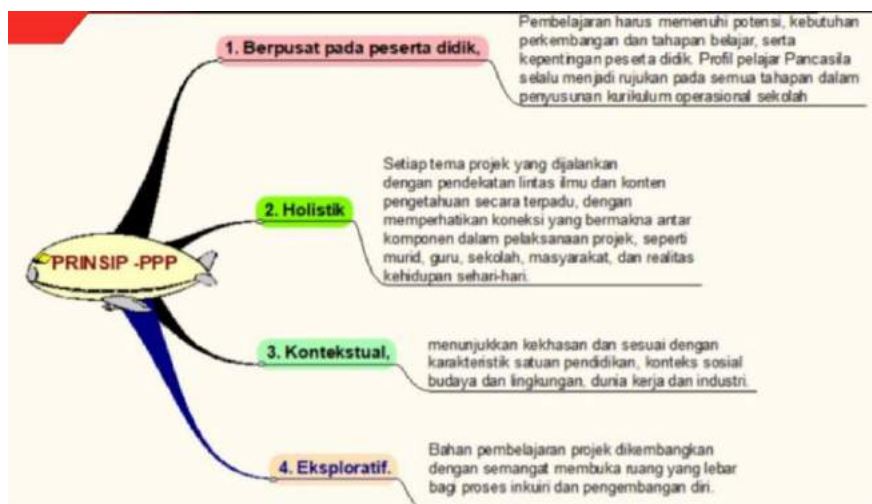 PRINSIP -PPP
1. Berpusat pada peserta didik,
Pembelajaran harus memenuhi potensi, kebutuhan
perkembangan dan tahapan belajar, serta
kepentingan peserta didik. Profil pelajar Pancasila
selalu menjadi rujukan pada semua tahapan dalam
penyusunan kurikulum operasional sekolah
2. Holistik
Setiap tema projek yang dijalankan
dengan pendekatan lintas ilmu dan konten
pengetahuan secara terpadu, dengan
memperhatikan koneksi yang bermakna antar
komponen dalam pelaksanaan projek, seperti
murid, guru, sekolah, masyarakat, dan realitas
kehidupan sehari-hari.
3. Kontekstual,
menunjukkan kekhasan dan sesuai dengan
karakteristik satuan pendidikan, konteks sosial
budaya dan lingkungan, dunia kerja dan industri.
4. Eksploratif.
Bahan pembelajaran projek dikembangkan
dengan semangat membuka ruang yang lebar
bagi proses inkuiri dan pengembangan diri.